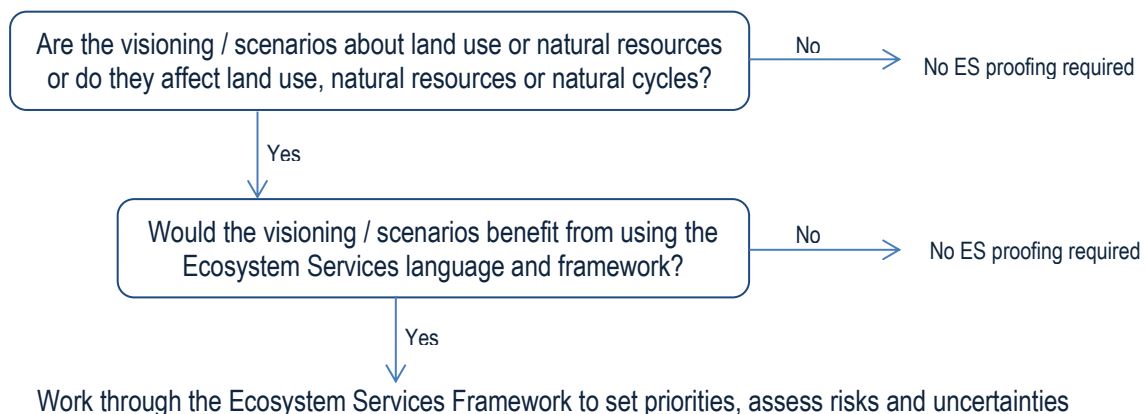 Are the visioning / scenarios about land use or natural resources
or do they affect land use, natural resources or natural cycles?
No
No ES proofing required
Yes
Would the visioning / scenarios benefit from using the
Ecosystem Services language and framework?
No
No ES proofing required
Yes
Work through the Ecosystem Services Framework to set priorities, assess risks and uncertainties